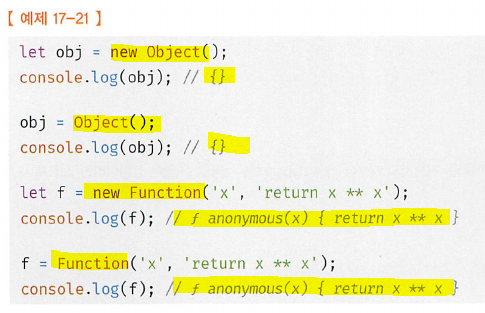 【 예제 17-21 】
let obj = new Object();
console.log(obj); // {}
obj = Object();
console.log(obj); // {}
let f = new Function('x', 'return x ** x');
console.log(f); // f anonymous(x) { return x ** x }
f = Function('x', 'return x ** x');
console.log(f); // f anonymous(x) { return x ** x }